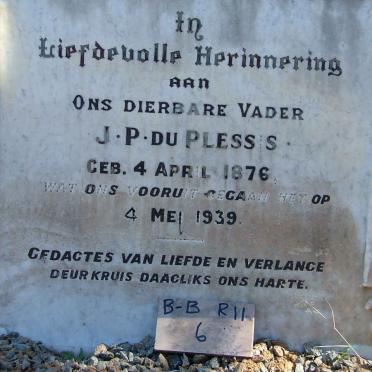 In
Liefdevolle Herinnering
AAN
ONS DIERBARE VADER
J.P. DU PLESSIS.
GEB. 4 APRIL 1876.
WAT ONS VOORUIT GEGAAN HET OP
4 MEI 1939.
GEDAGTES VAN LIEFDE EN VERLANGE
DEURKRUIS DAAGLIKS ONS HARTE.
B-B R11
6